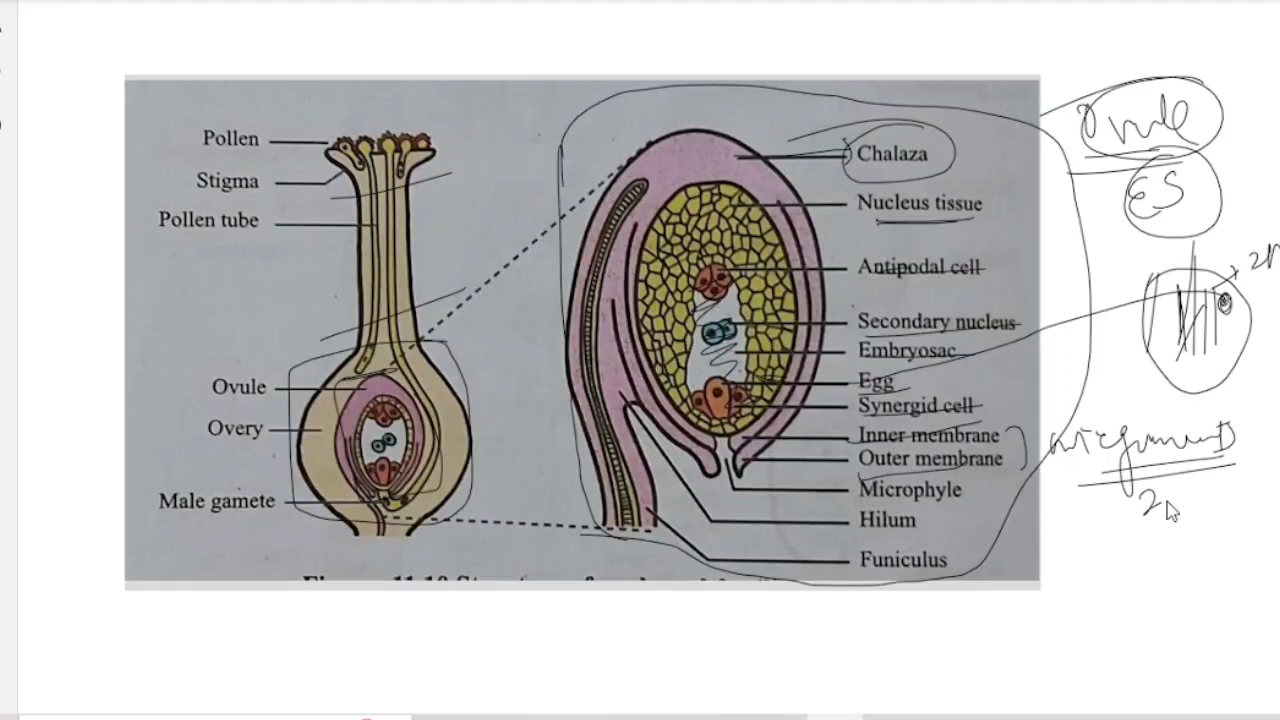 Pollen
Stigma
Pollen tube
Ovule
Overy
Male gamete
Chalaza
Nucleus tissue
Antipodal cell
Secondary nucleus
Embryosac
Egg
Synergid cell
Inner membrane
Outer membrane
Microphyle
Hilum
Funiculus
Ovule
ES
2n
integuments
2